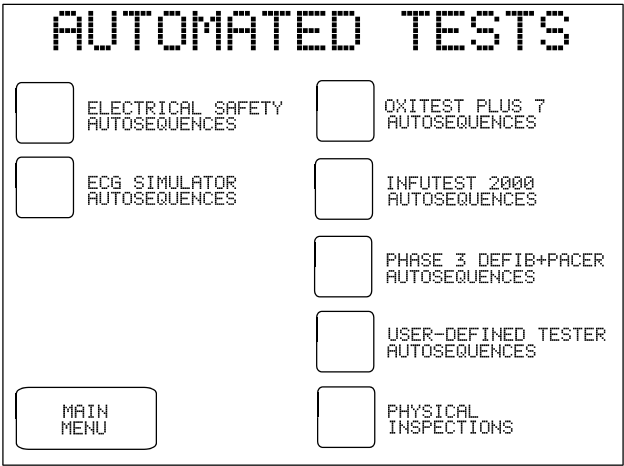 AUTOMATED TESTS
ELECTRICAL SAFETY
AUTOSEQUENCES
ECG SIMULATOR
AUTOSEQUENCES
OXITEST PLUS 7
AUTOSEQUENCES
INFUTEST 2000
AUTOSEQUENCES
PHASE 3 DEFIB+PACER
AUTOSEQUENCES
USER-DEFINED TESTER
AUTOSEQUENCES
PHYSICAL
INSPECTIONS
MAIN
MENU